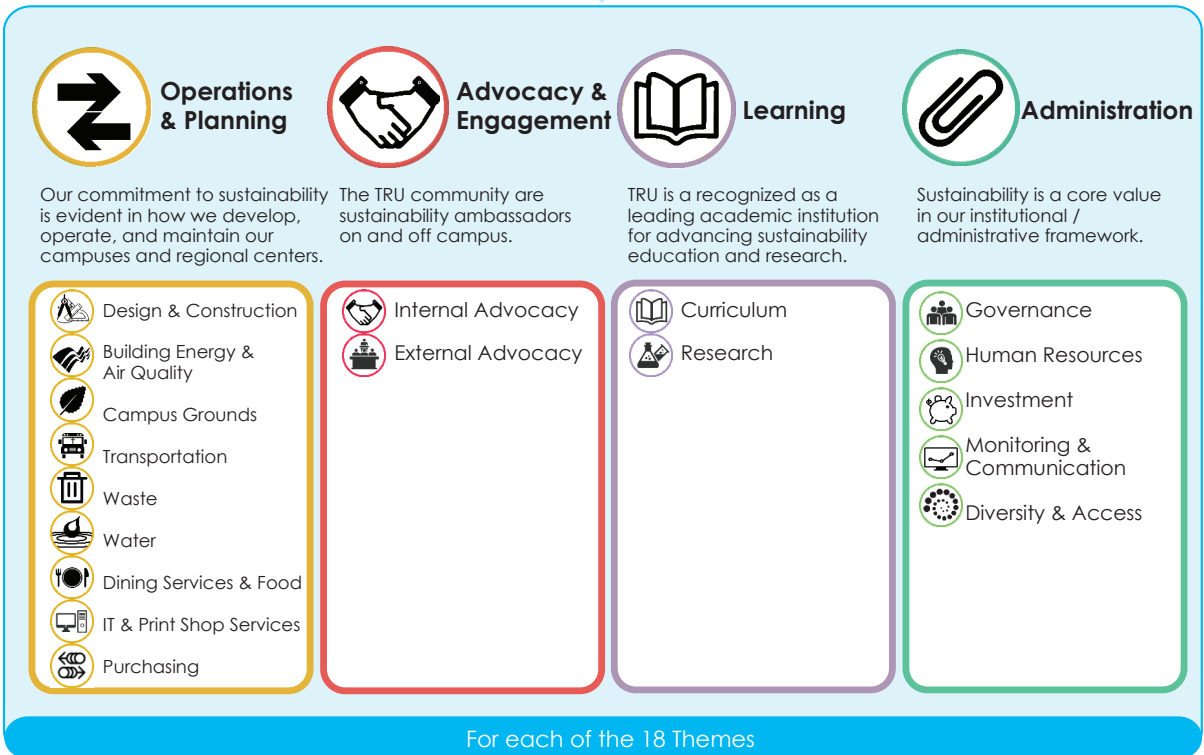 Operations
& Planning
Our commitment to sustainability
is evident in how we develop,
operate, and maintain our
campuses and regional centers.
Design & Construction
Building Energy &
Air Quality
Campus Grounds
Transportation
Waste
Water
Dining Services & Food
IT & Print Shop Services
Purchasing
Advocacy &
Engagement
The TRU community are
sustainability ambassadors
on and off campus.
Internal Advocacy
External Advocacy
Learning
TRU is a recognized as a
leading academic institution
for advancing sustainability
education and research.
Curriculum
Research
Administration
Sustainability is a core value
in our institutional /
administrative framework.
Governance
Human Resources
Investment
Monitoring &
Communication
Diversity & Access
For each of the 18 Themes